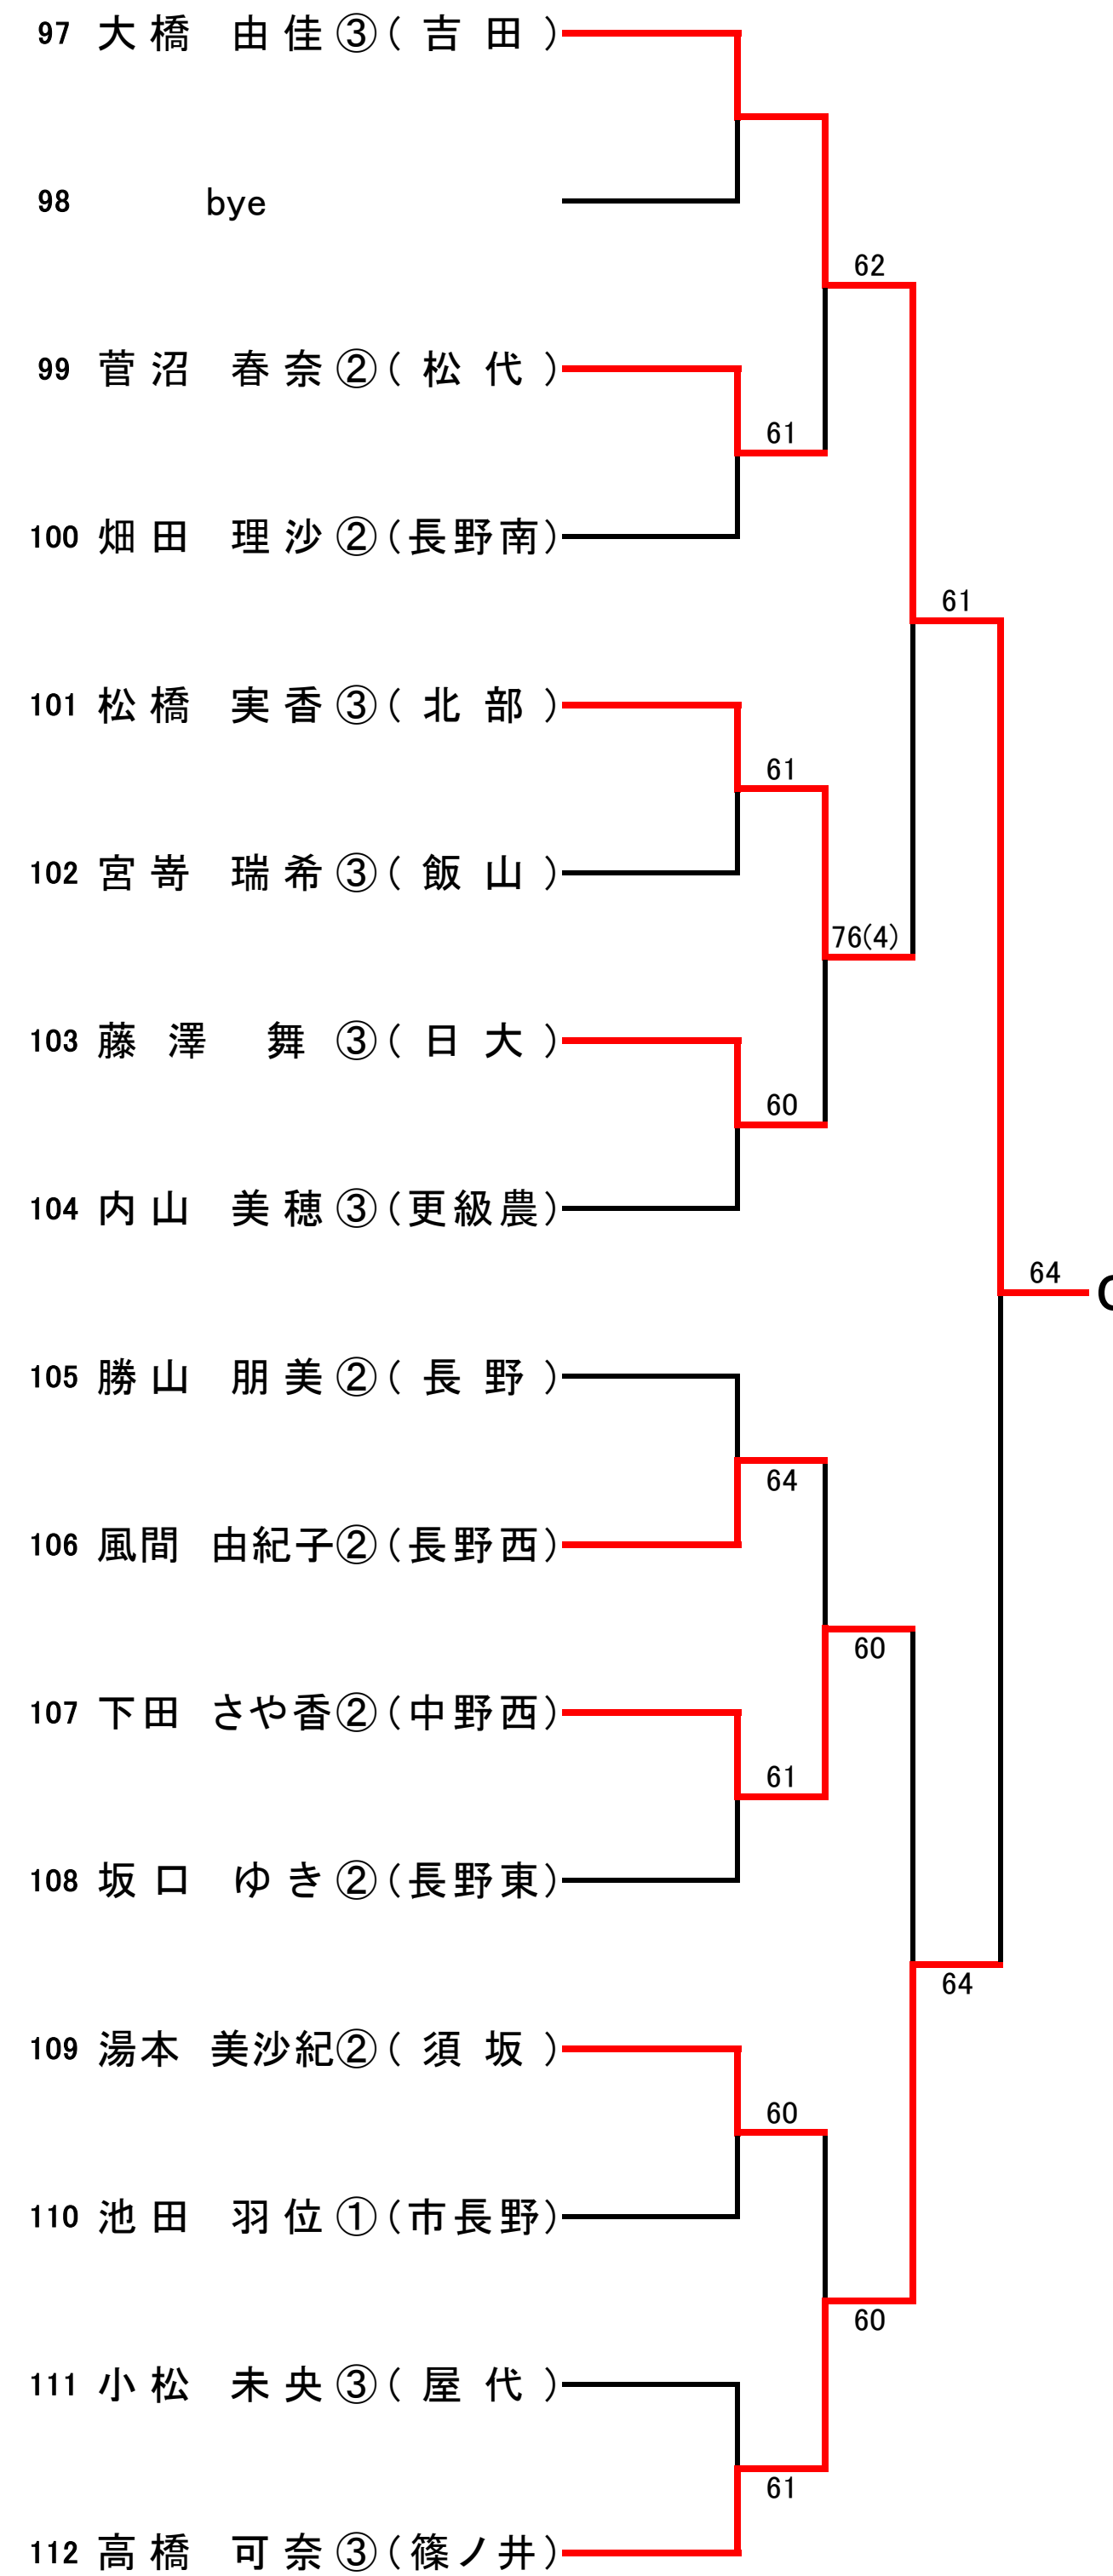 97 大橋 由佳③(吉田)
98 bye
62
99 菅沼 春奈②(松代)
61
100 畑田 理沙②(長野南)
61
101 松橋 実香③(北部)
61
102 宮嵜 瑞希③(飯山)
76(4)
103 藤澤 舞③(日大)
60
104 内山 美穂③(更級農)
64
105 勝山 朋美②(長野)
64
106 風間 由紀子②(長野西)
60
107 下田 さや香②(中野西)
61
108 坂口 ゆき②(長野東)
64
109 湯本 美沙紀②(須坂)
60
110 池田 羽位①(市長野)
60
111 小松 未央③(屋代)
61
112 高橋 可奈③(篠ノ井)